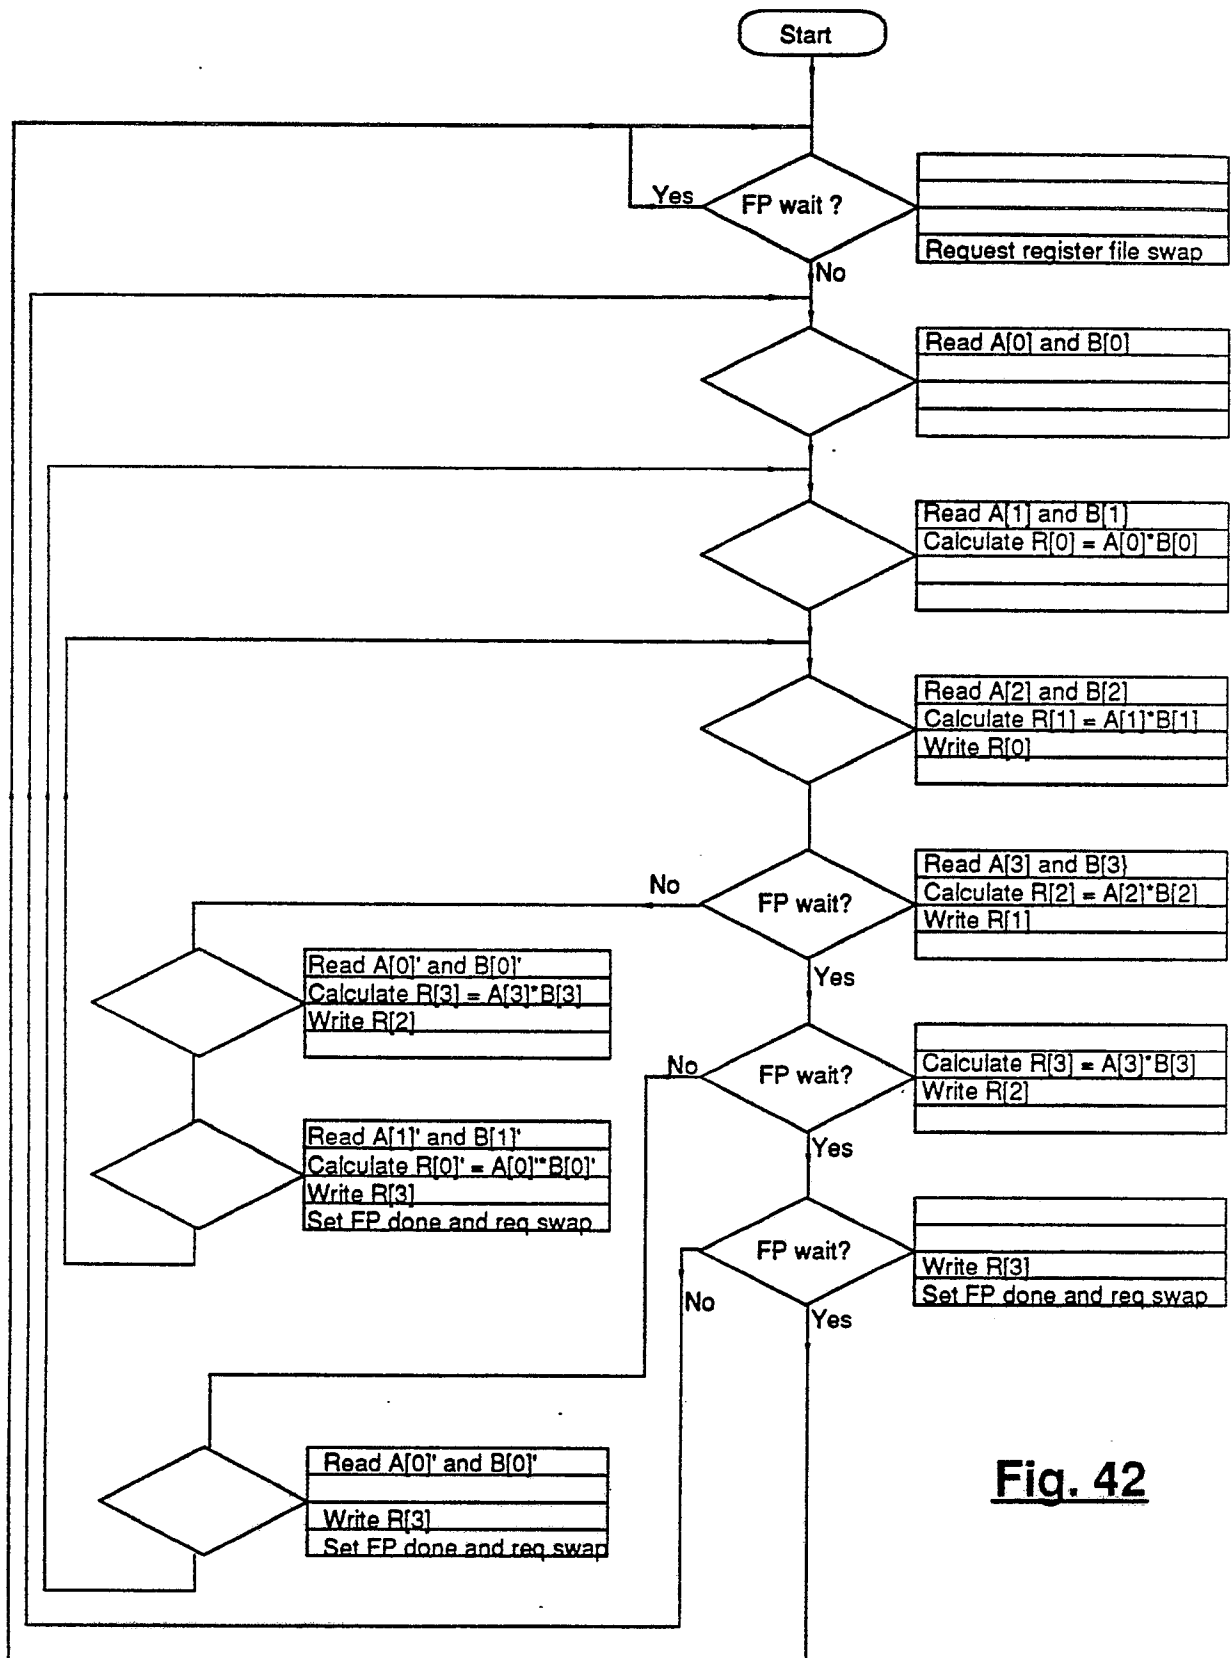 Start
Yes
FP wait ?
Request register file swap
No
Read A[0] and B[0]
Read A[1] and B[1]
Calculate R[0] = A[0]*B[0]
Read A[2] and B[2]
Calculate R[1] = A[1]*B[1]
Write R[0]
No
FP wait?
Read A[3] and B[3}
Calculate R[2] = A[2]*B[2]
Write R[1]
Yes
Read A[0]' and B[0]'
Calculate R[3] = A[3]*B[3]
Write R[2]
No
FP wait?
Calculate R[3] = A[3]*B[3]
Write R[2]
Yes
Read A[1]' and B[1]'
Calculate R[0]' = A[0]'*B[0]'
Write R[3]
Set FP done and req swap
FP wait?
Write R[3]
Set FP done and req swap
No
Yes
Read A[0]' and B[0]'
Write R[3]
Set FP done and req swap
Fig. 42